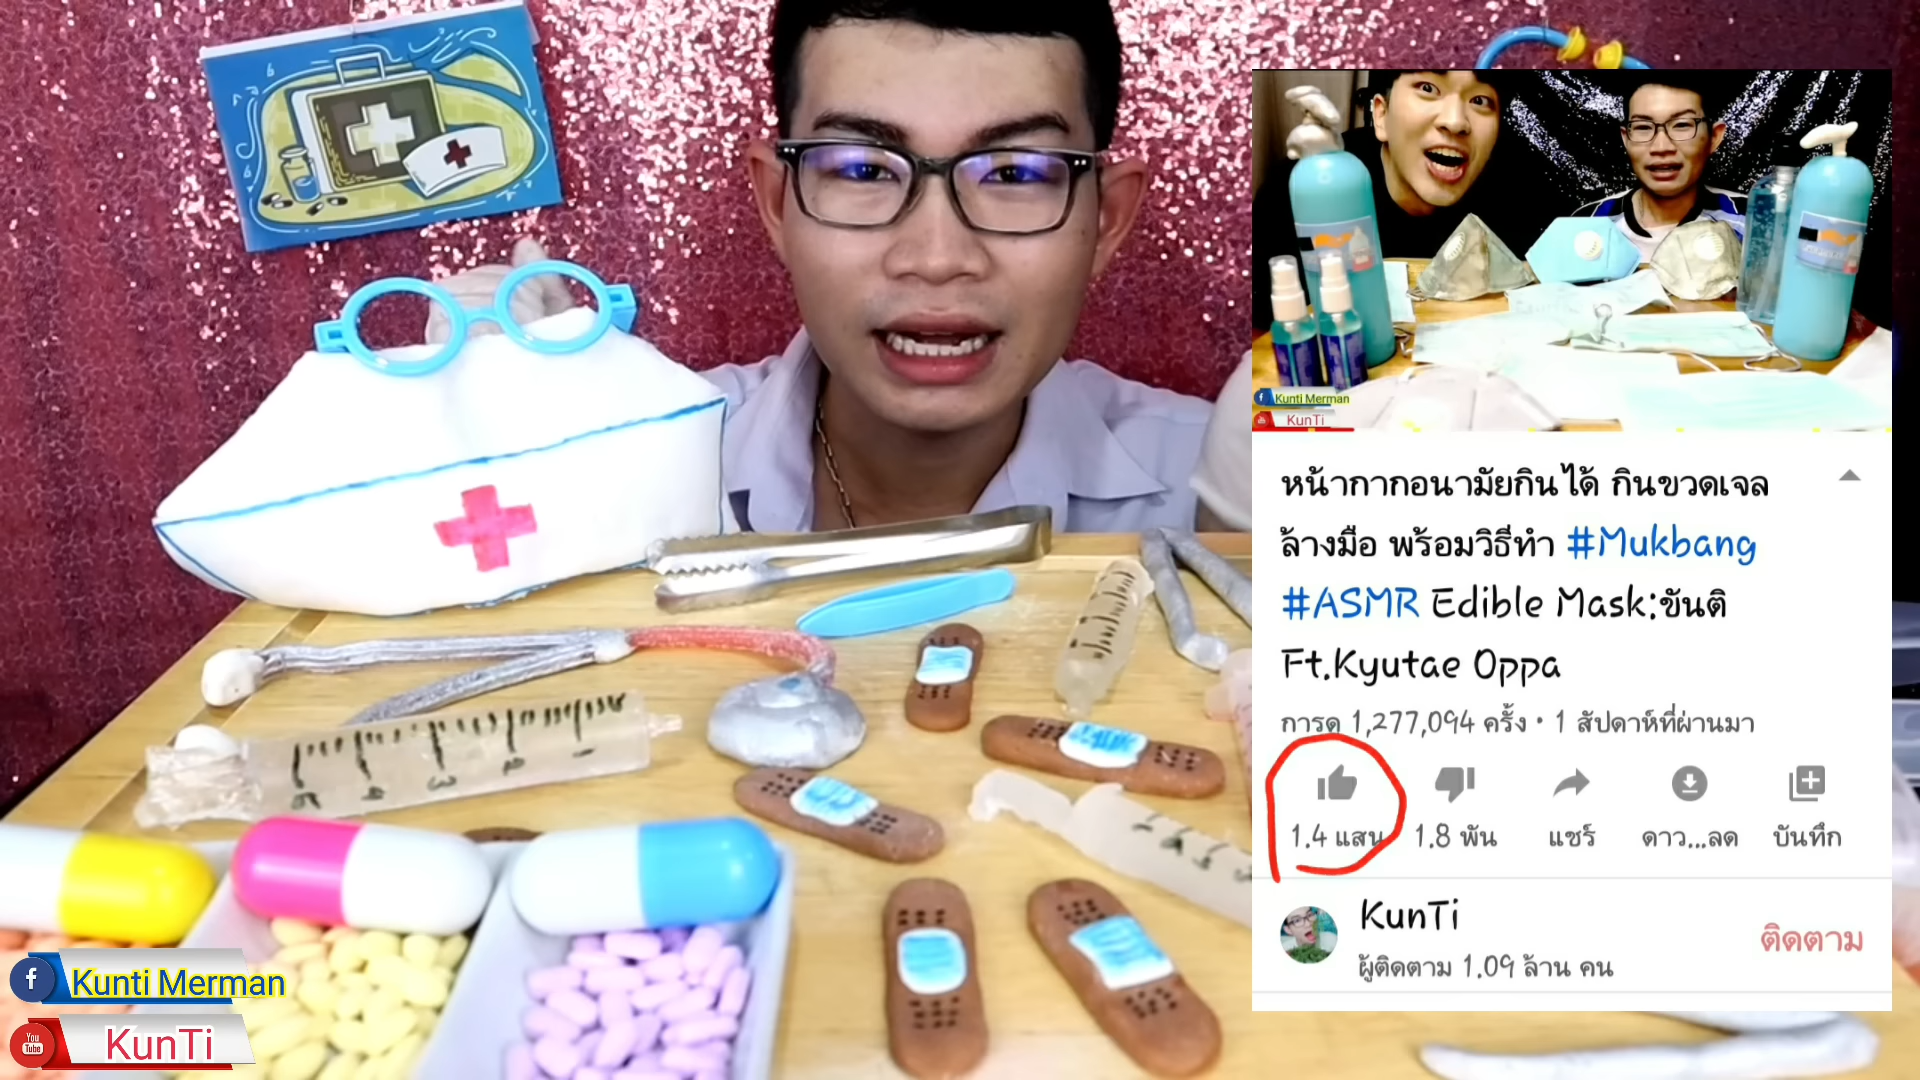 Kunti Merman
KunTi
หน้ากากอนามัยกินได้ กินขวดเจล
ล้างมือ พร้อมวิธีทำ #Mukbang
#ASMR Edible Mask:ขันติ
Ft.Kyutae Oppa
การดู 1,277,094 ครั้ง · 1 สัปดาห์ที่ผ่านมา
1.4 แสน 1.8 พัน แชร์ ดาว...ลด บันทึก
KunTi
ติดตาม
ผู้ติดตาม 1.09 ล้าน คน
f Kunti Merman
You Tube KunTi